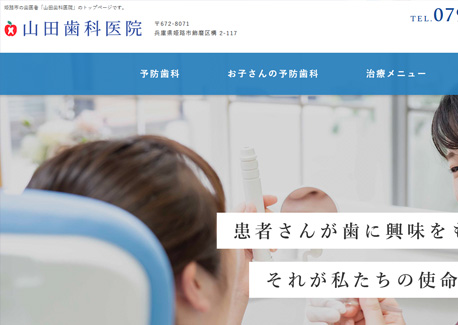 姫路市の歯医者「山田歯科医院」のトップページです。
山田歯科医院
〒672-8071
兵庫県姫路市飾磨区構 2-117
TEL.07
予防歯科
お子さんの予防歯科
治療メニュー
患者さんが歯に興味を
それが私たちの使命